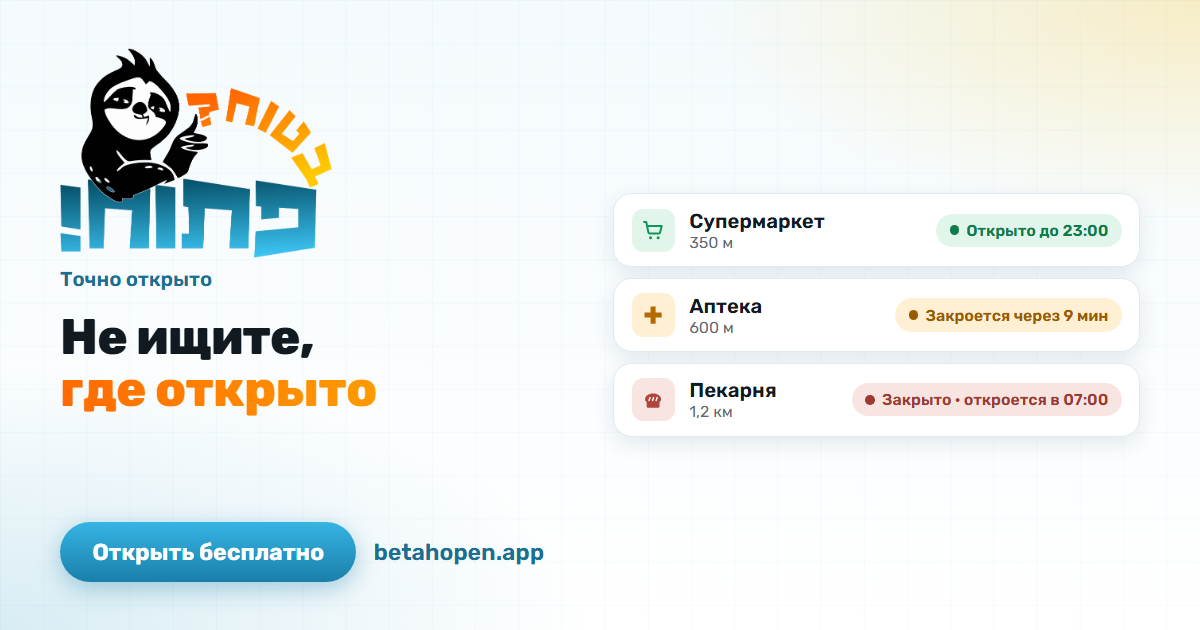 בטוח?
פתוח!
Точно открыто
Не ищите,
где открыто
Супермаркет
350 м
Открыто до 23:00
Аптека
600 м
Закроется через 9 мин
Пекарня
1,2 км
Закрыто • откроется в 07:00
Открыть бесплатно
betahopen.app